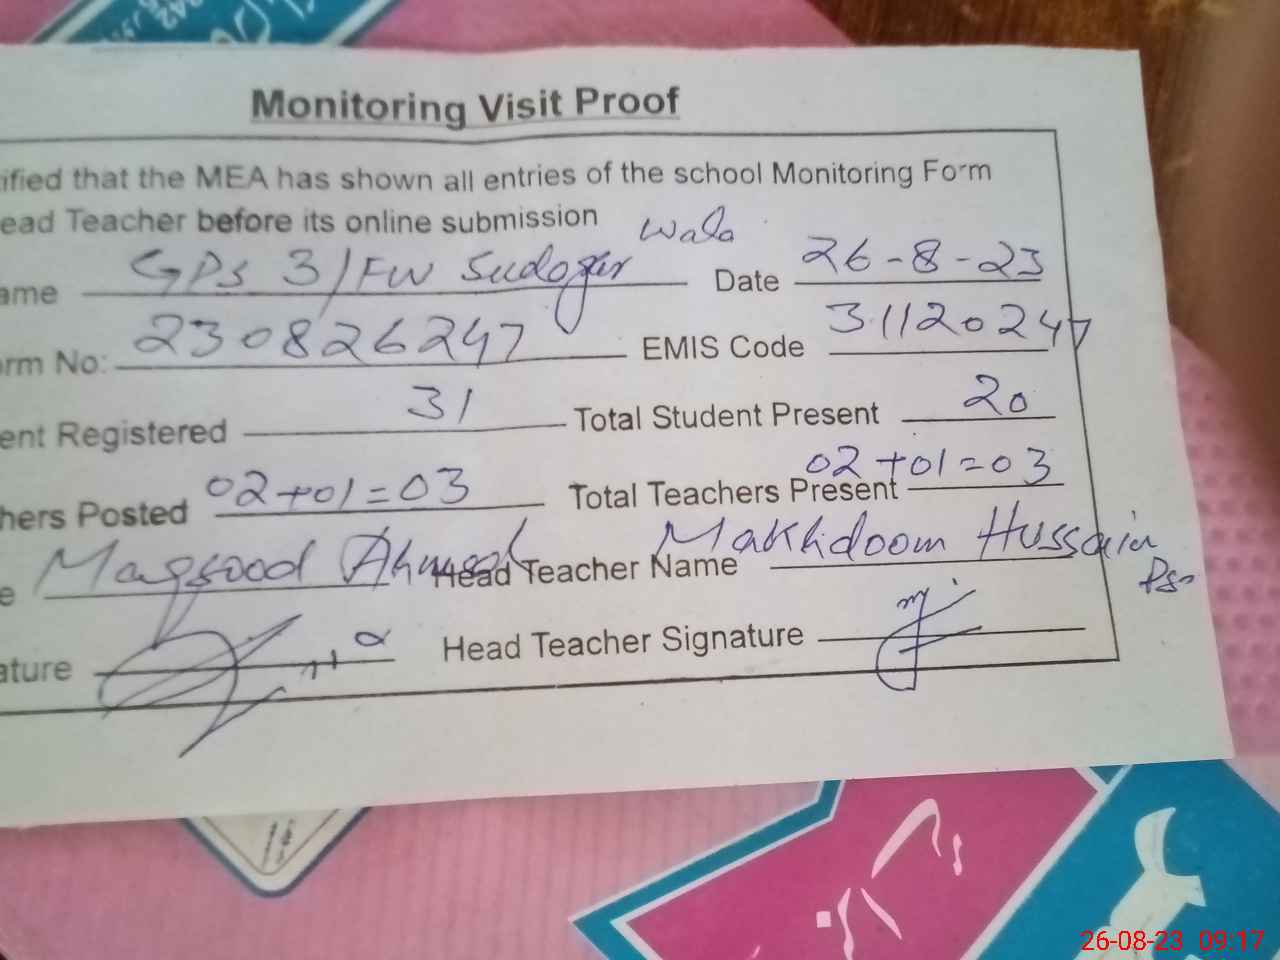 Monitoring Visit Proof
ified that the MEA has shown all entries of the school Monitoring Form
ead Teacher before its online submission
ame GPS 3/FW Sudagar Wala Date 26-8-23
orm No: 230826247 EMIS Code 31120247
ent Registered 31 Total Student Present 20
hers Posted 02+01=03 Total Teachers Present 02+01=03
e Maqsood Ahmed Head Teacher Name Makhdoom Hussain
ature Head Teacher Signature
26-08-23 09:17